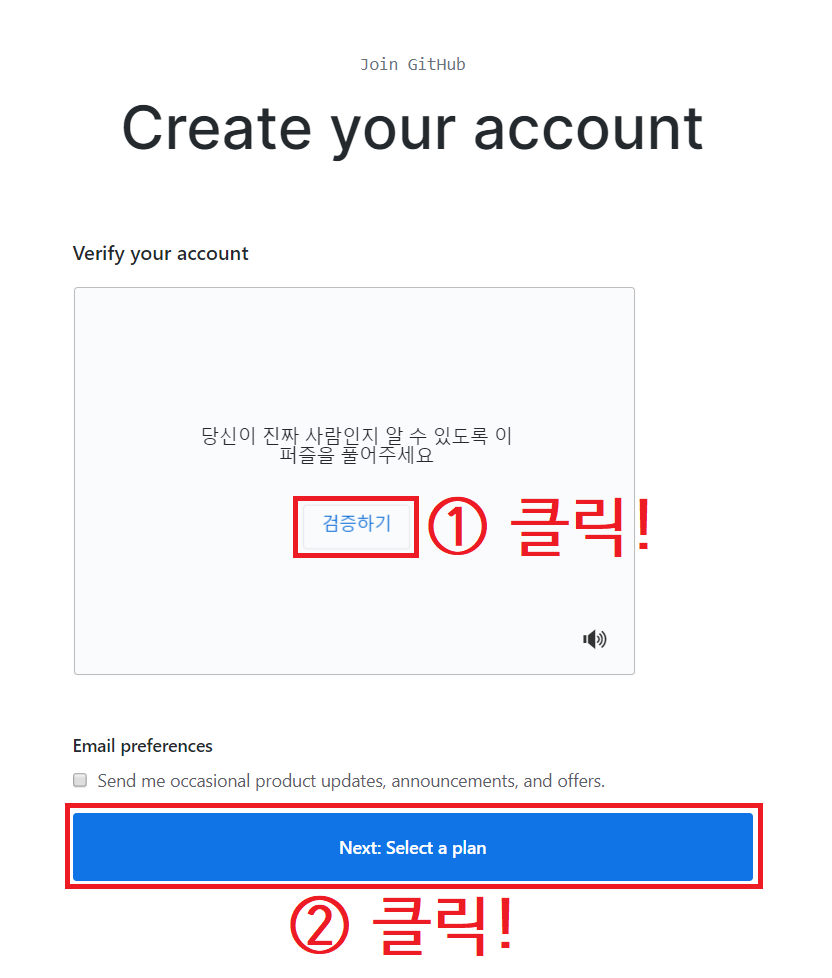 Join GitHub
Create your account
Verify your account
당신이 진짜 사람인지 알 수 있도록 이
퍼즐을 풀어주세요
검증하기
① 클릭!
Email preferences
Send me occasional product updates, announcements, and offers.
Next: Select a plan
② 클릭!